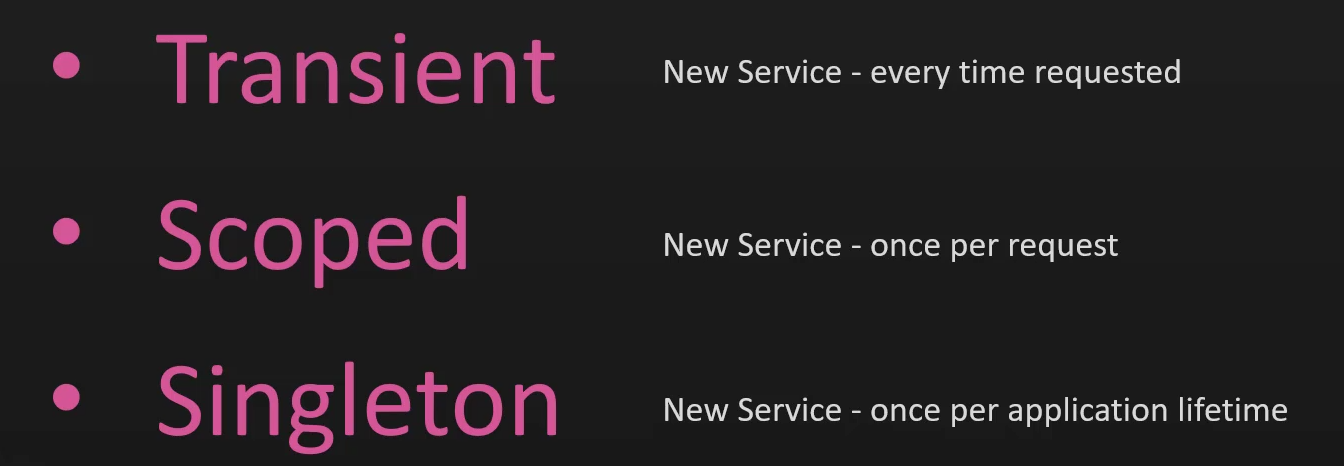 • Transient
New Service - every time requested
• Scoped
New Service - once per request
• Singleton
New Service - once per application lifetime